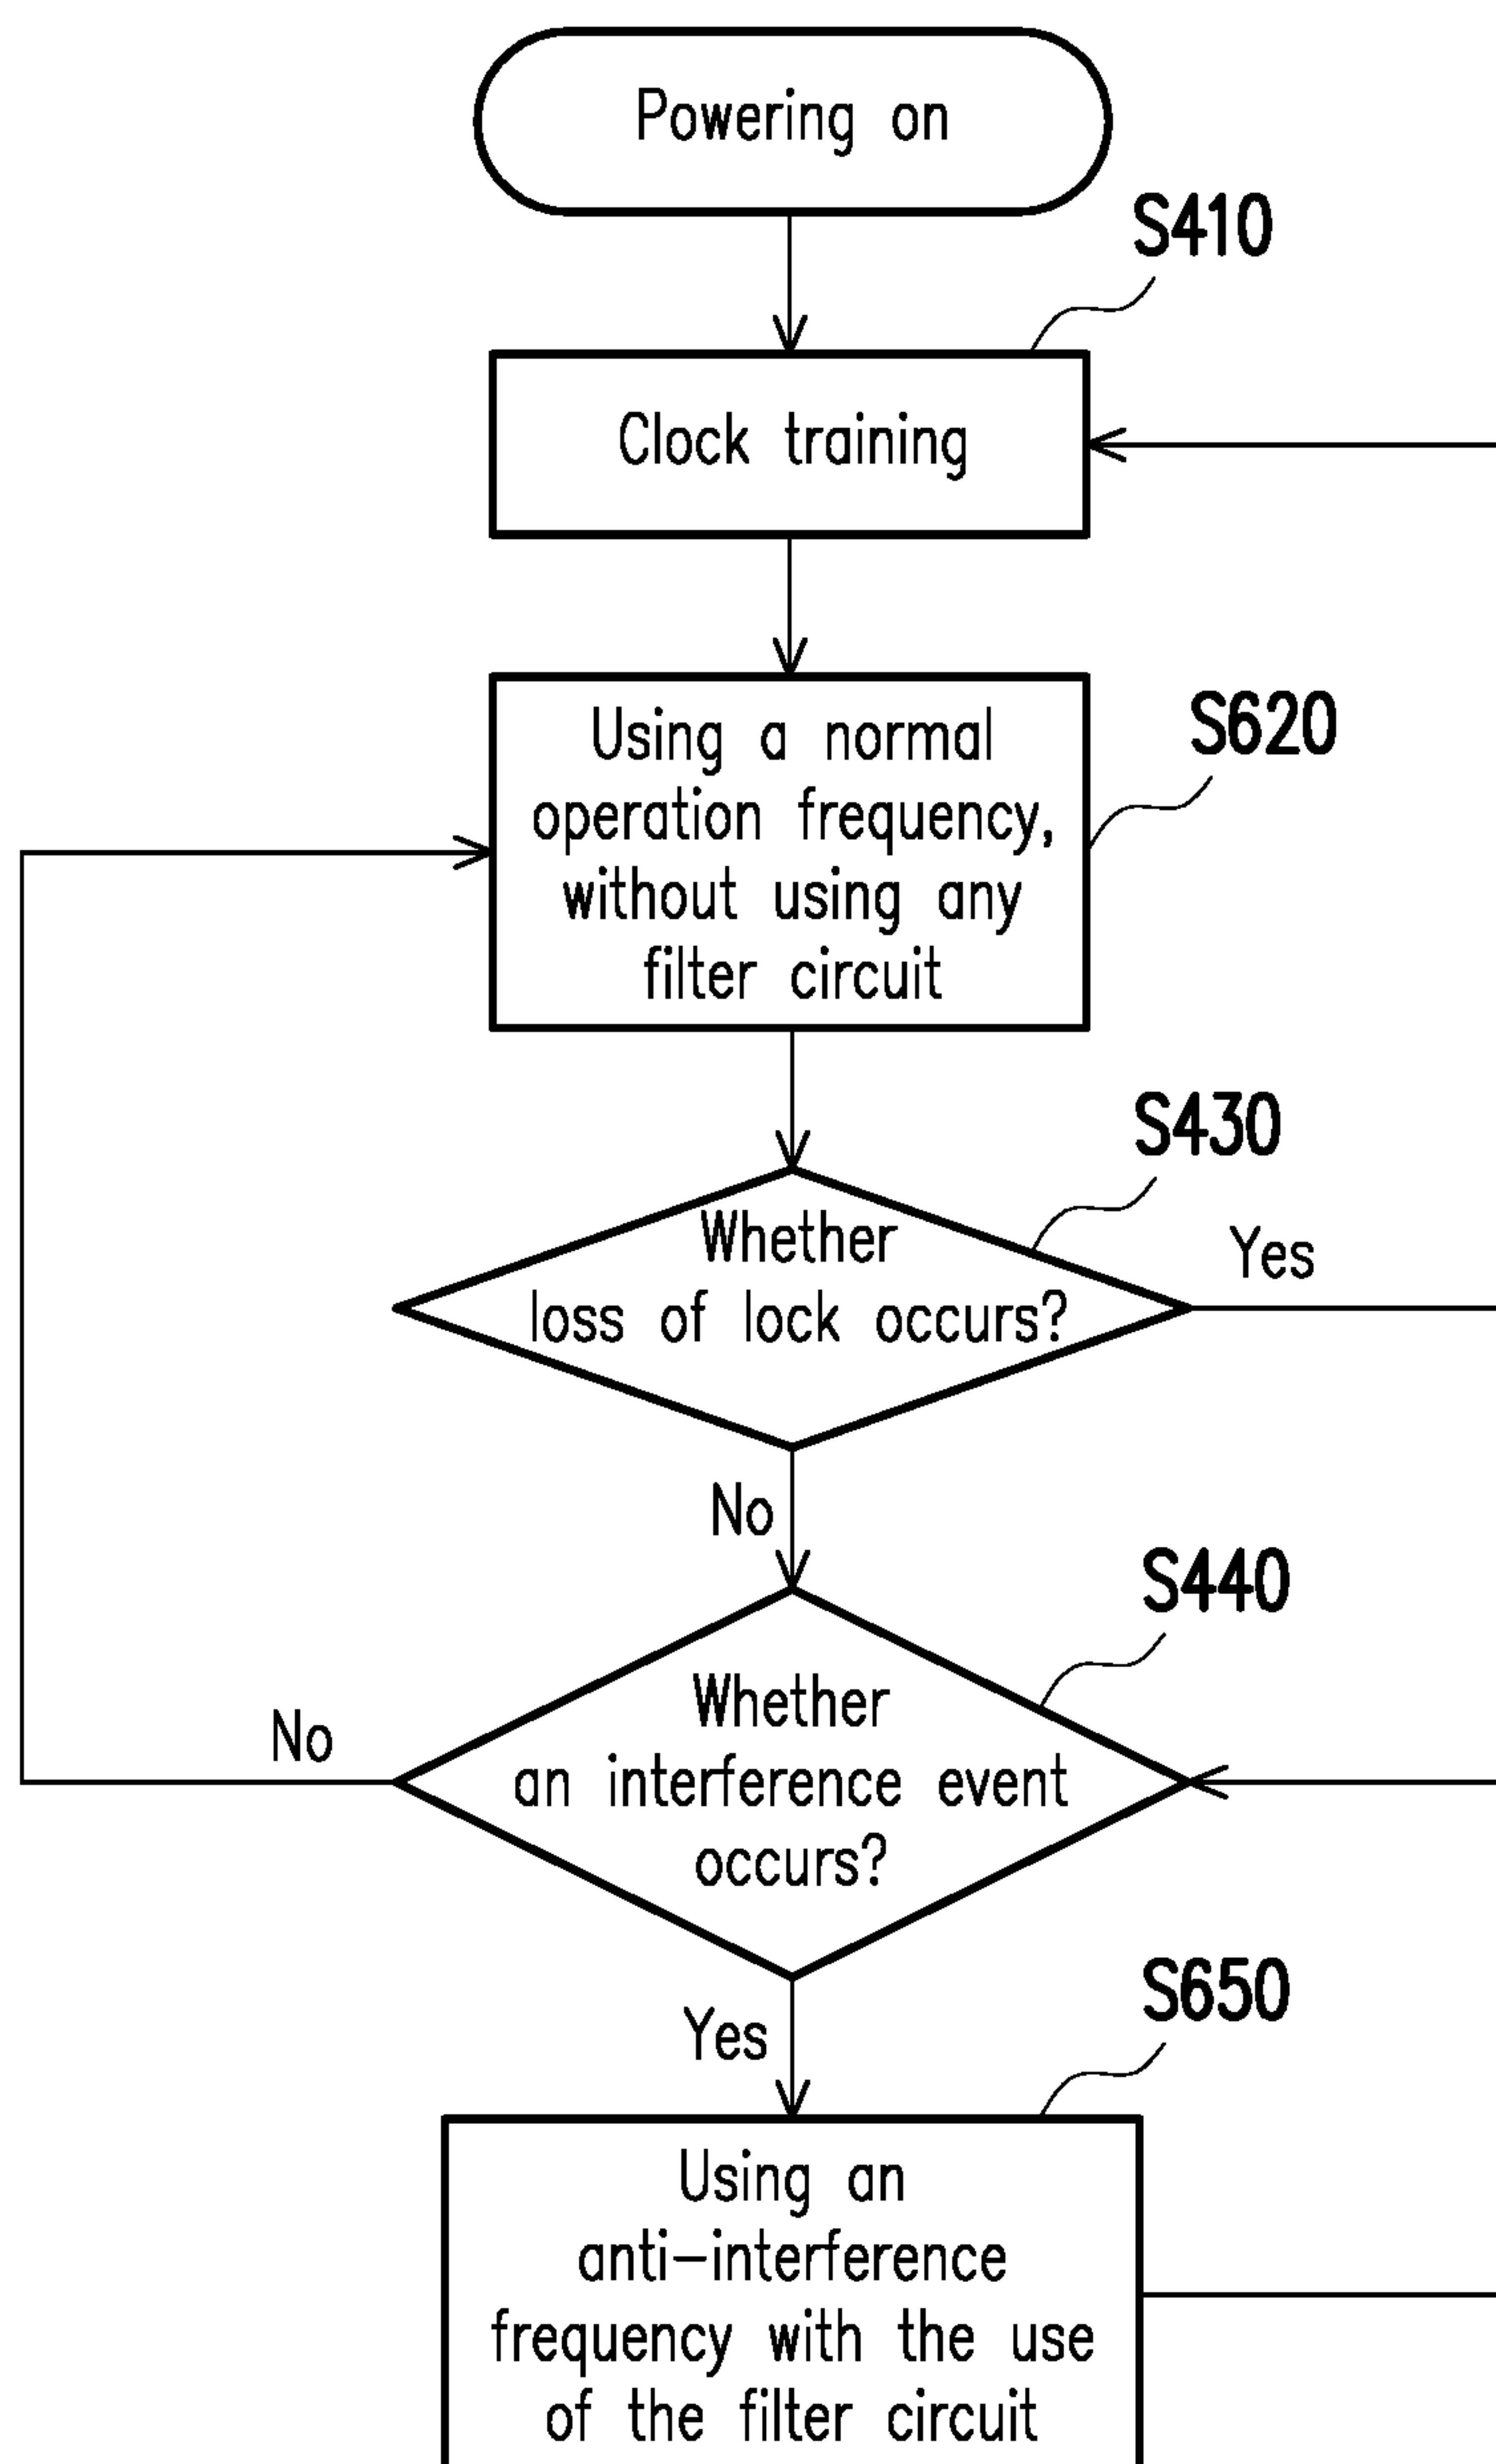 Powering on
S410
Clock training
S620
Using a normal
operation frequency,
without using any
filter circuit
S430
Whether
loss of lock occurs?
Yes
No
S440
Whether
an interference event
occurs?
No
Yes
S650
Using an
anti-interference
frequency with the use
of the filter circuit